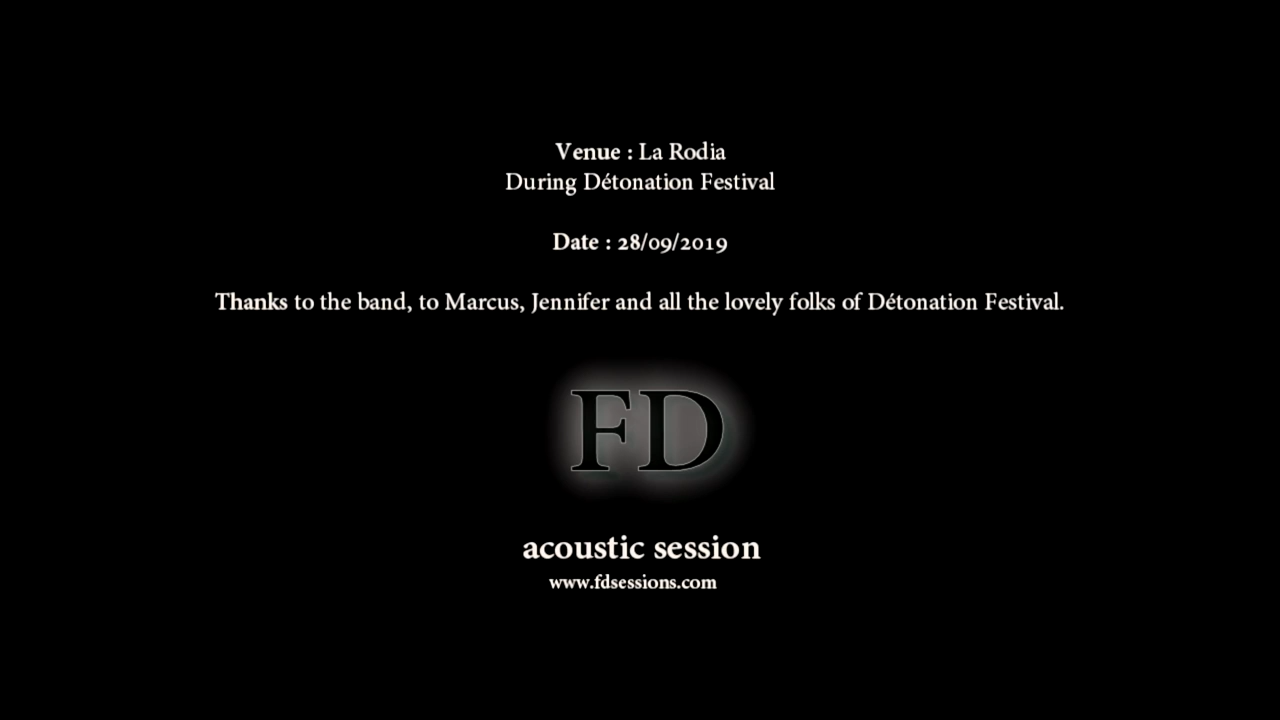 Venue : La Rodia
During Détonation Festival
Date : 28/09/2019
Thanks to the band, to Marcus, Jennifer and all the lovely folks of Détonation Festival.
FD
acoustic session
www.fdsessions.com